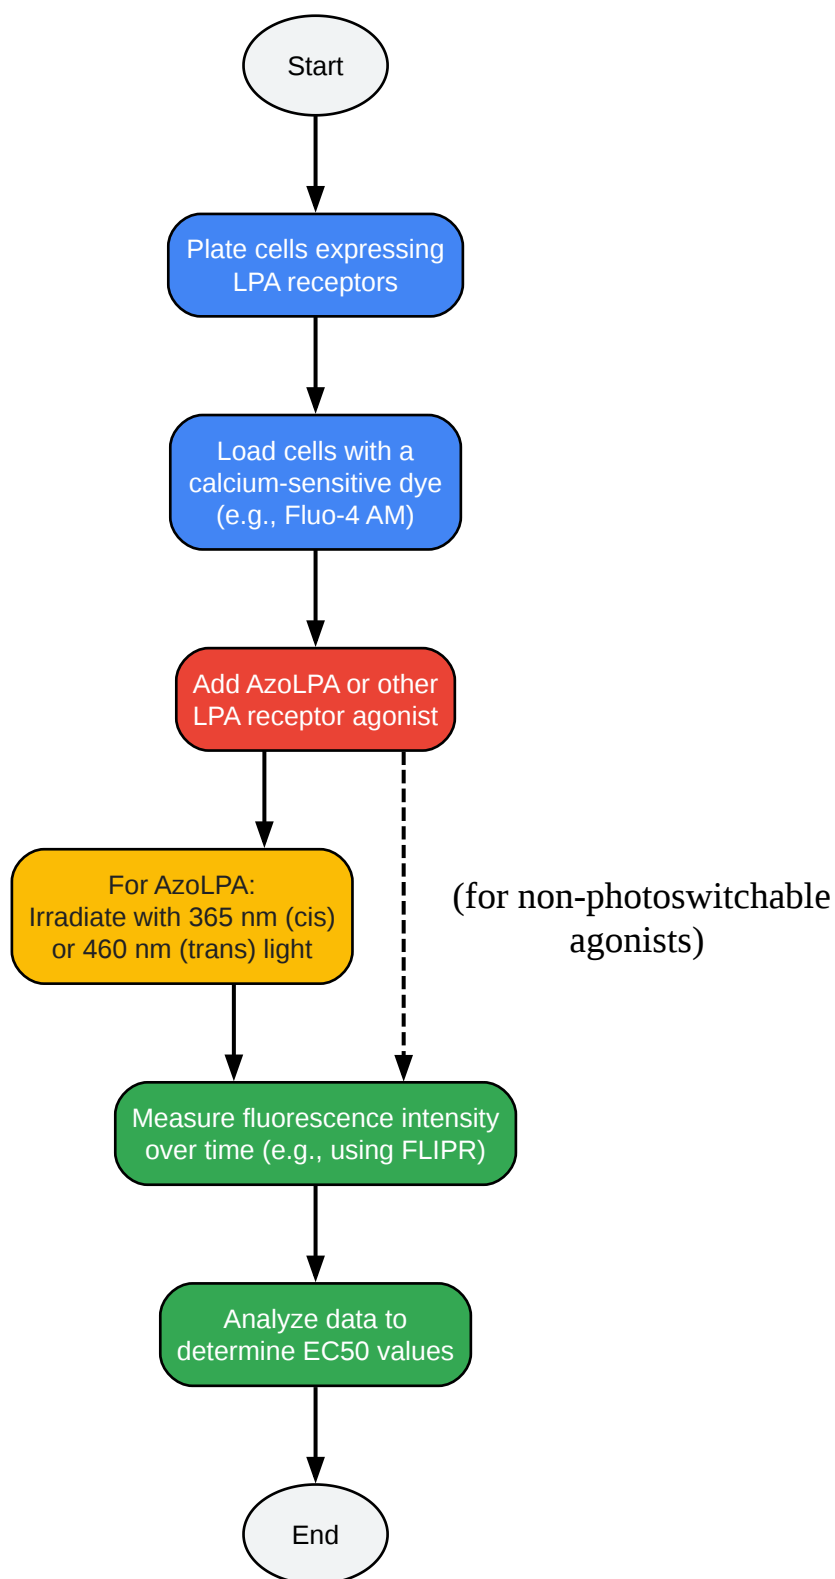 Start
Plate cells expressing
LPA receptors
Load cells with a
calcium-sensitive dye
(e.g., Fluo-4 AM)
Add AzoLPA or other
LPA receptor agonist
For AzoLPA:
Irradiate with 365 nm (cis)
or 460 nm (trans) light
(for non-photoswitchable
agonists)
Measure fluorescence intensity
over time (e.g., using FLIPR)
Analyze data to
determine EC50 values
End